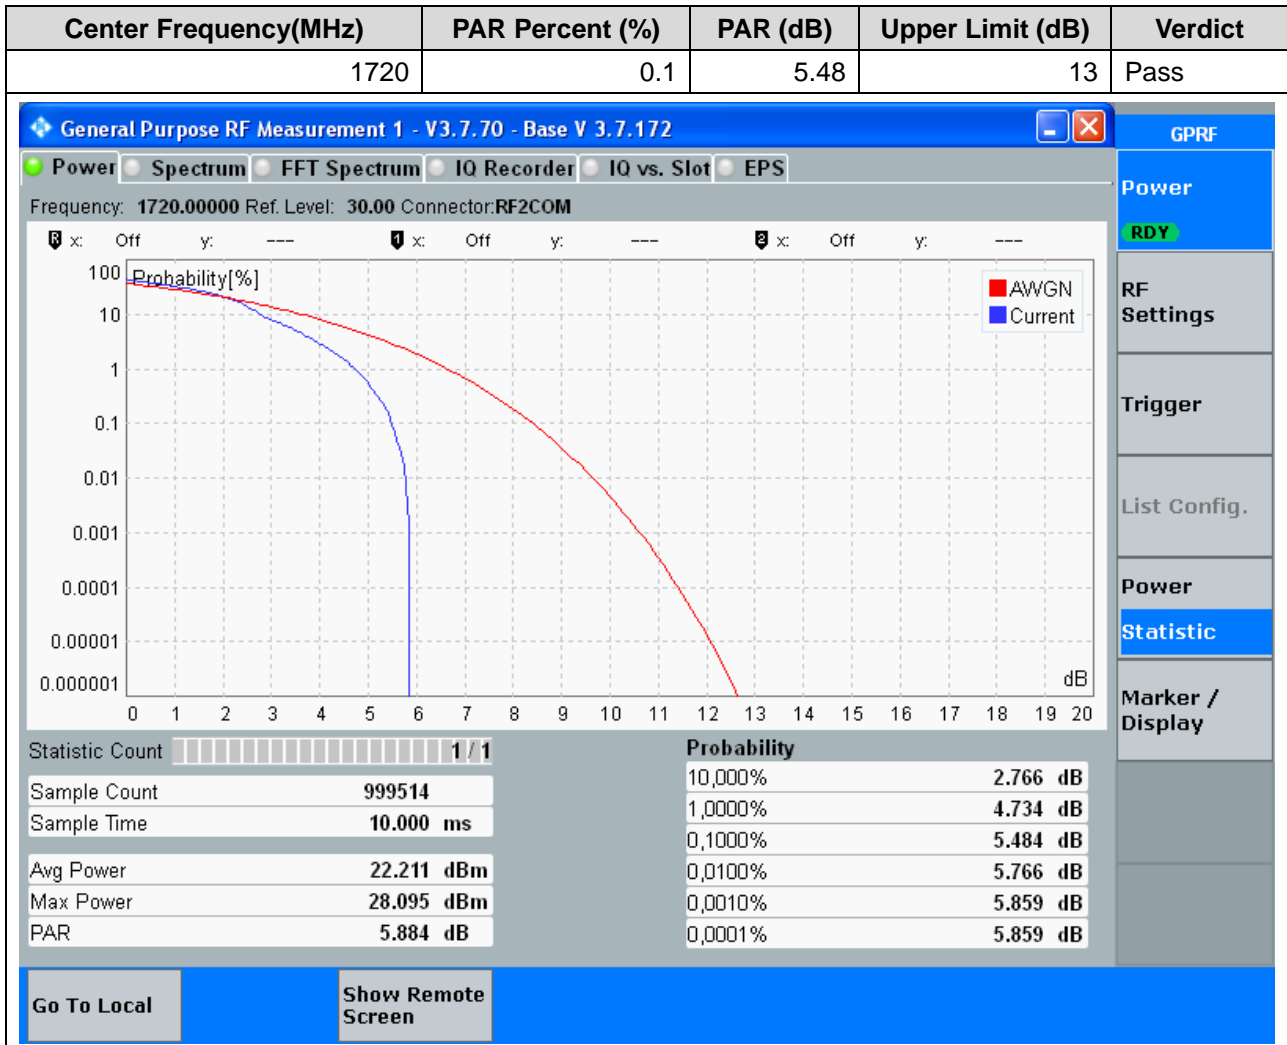 Center Frequency(MHz) PAR Percent (%) PAR (dB) Upper Limit (dB) Verdict
1720 0.1 5.48 13 Pass
General Purpose RF Measurement 1 - V3.7.70 - Base V 3.7.172
GPRF
Power Spectrum FFT Spectrum IQ Recorder IQ vs. Slot EPS
Frequency: 1720.00000 Ref. Level: 30.00 Connector:RF2COM
R x: Off y: --- 1 x: Off y: --- 2 x: Off y: ---
100
10
1
0.1
0.01
0.001
0.0001
0.00001
0.000001
Probability[%]
AWGN
Current
dB
0 1 2 3 4 5 6 7 8 9 10 11 12 13 14 15 16 17 18 19 20
Statistic Count 1 / 1
Sample Count 999514
Sample Time 10.000 ms
Avg Power 22.211 dBm
Max Power 28.095 dBm
PAR 5.884 dB
Probability
10,000% 2.766 dB
1,0000% 4.734 dB
0,1000% 5.484 dB
0,0100% 5.766 dB
0,0010% 5.859 dB
0,0001% 5.859 dB
Power
RDY
RF
Settings
Trigger
List Config.
Power
Statistic
Marker /
Display
Go To Local
Show Remote
Screen